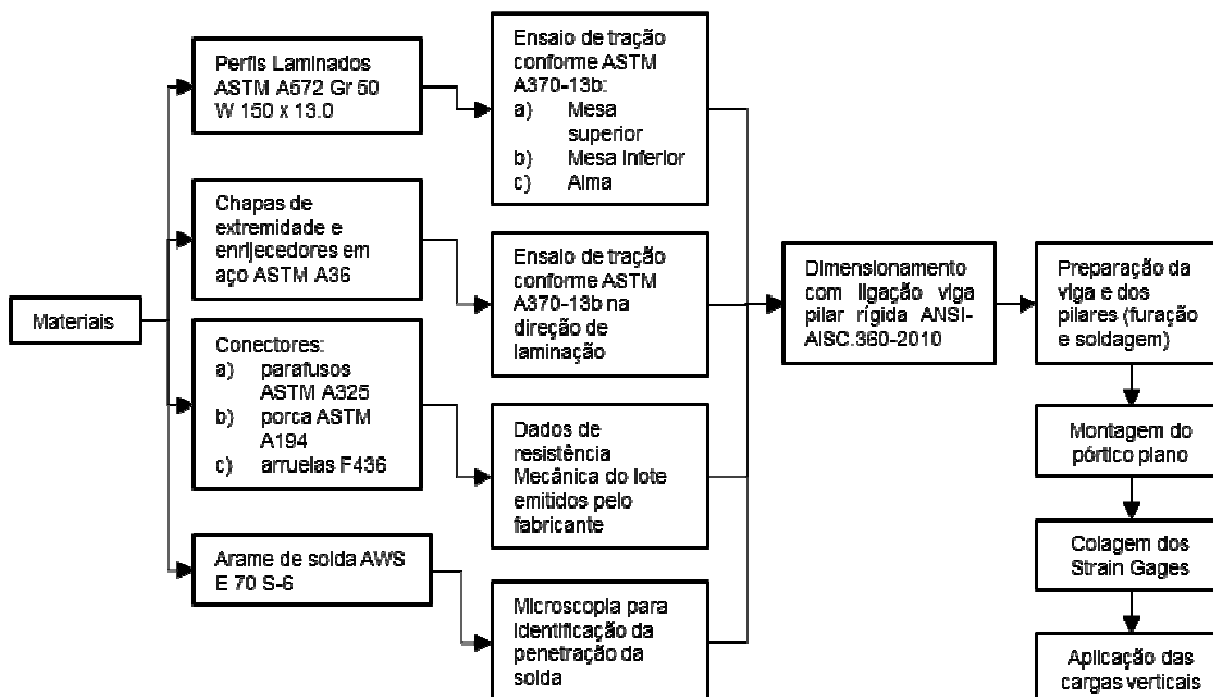 Materiais
Perfis Laminados
ASTM A572 Gr 50
W 150 x 13.0
Chapas de
extremidade e
enrijecedores em
aço ASTM A36
Conectores:
a) parafusos
ASTM A325
b) porca ASTM
A194
c) arruelas F436
Arame de solda AWS
E 70 S-6
Ensaio de tração
conforme ASTM
A370-13b:
a) Mesa
superior
b) Mesa Inferior
c) Alma
Ensaio de tração
conforme ASTM
A370-13b na
direção de
laminação
Dados de
resistência
Mecânica do lote
emitidos pelo
fabricante
Microscopia para
identificação da
penetração da
solda
Dimensionamento
com ligação viga
pilar rígida ANSI-
AISC.360-2010
Preparação da
viga e dos
pilares (furação
e soldagem)
Montagem do
pórtico plano
Colagem dos
Strain Gages
Aplicação das
cargas verticais